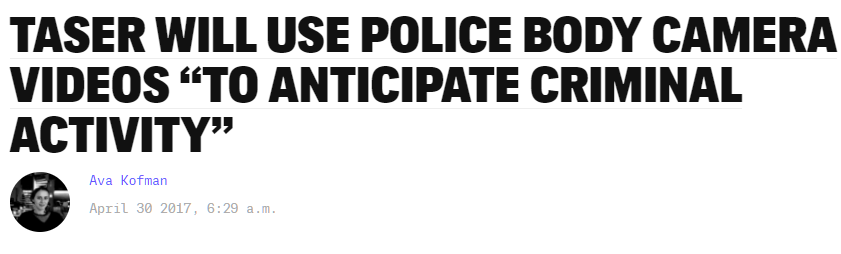 TASER WILL USE POLICE BODY CAMERA
VIDEOS “TO ANTICIPATE CRIMINAL
ACTIVITY”
Ava Kofman
April 30 2017, 6:29 a.m.